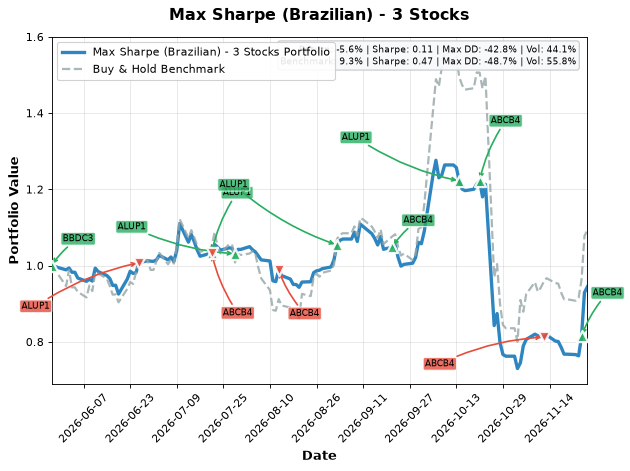 Max Sharpe (Brazilian) - 3 Stocks
Max Sharpe (Brazilian) - 3 Stocks Portfolio
Buy & Hold Benchmark
-5.6% | Sharpe: 0.11 | Max DD: -42.8% | Vol: 44.1%
9.3% | Sharpe: 0.47 | Max DD: -48.7% | Vol: 55.8%
Portfolio Value
1.6
1.4
1.2
1.0
0.8
BBDC3
ALUP1
ALUP1
ALUP1
ALUP1
ABCB4
ABCB4
ALUP1
ABCB4
ABCB4
ABCB4
ABCB4
2026-06-07
2026-06-23
2026-07-09
2026-07-25
2026-08-10
2026-08-26
2026-09-11
2026-09-27
2026-10-13
2026-10-29
2026-11-14
Date